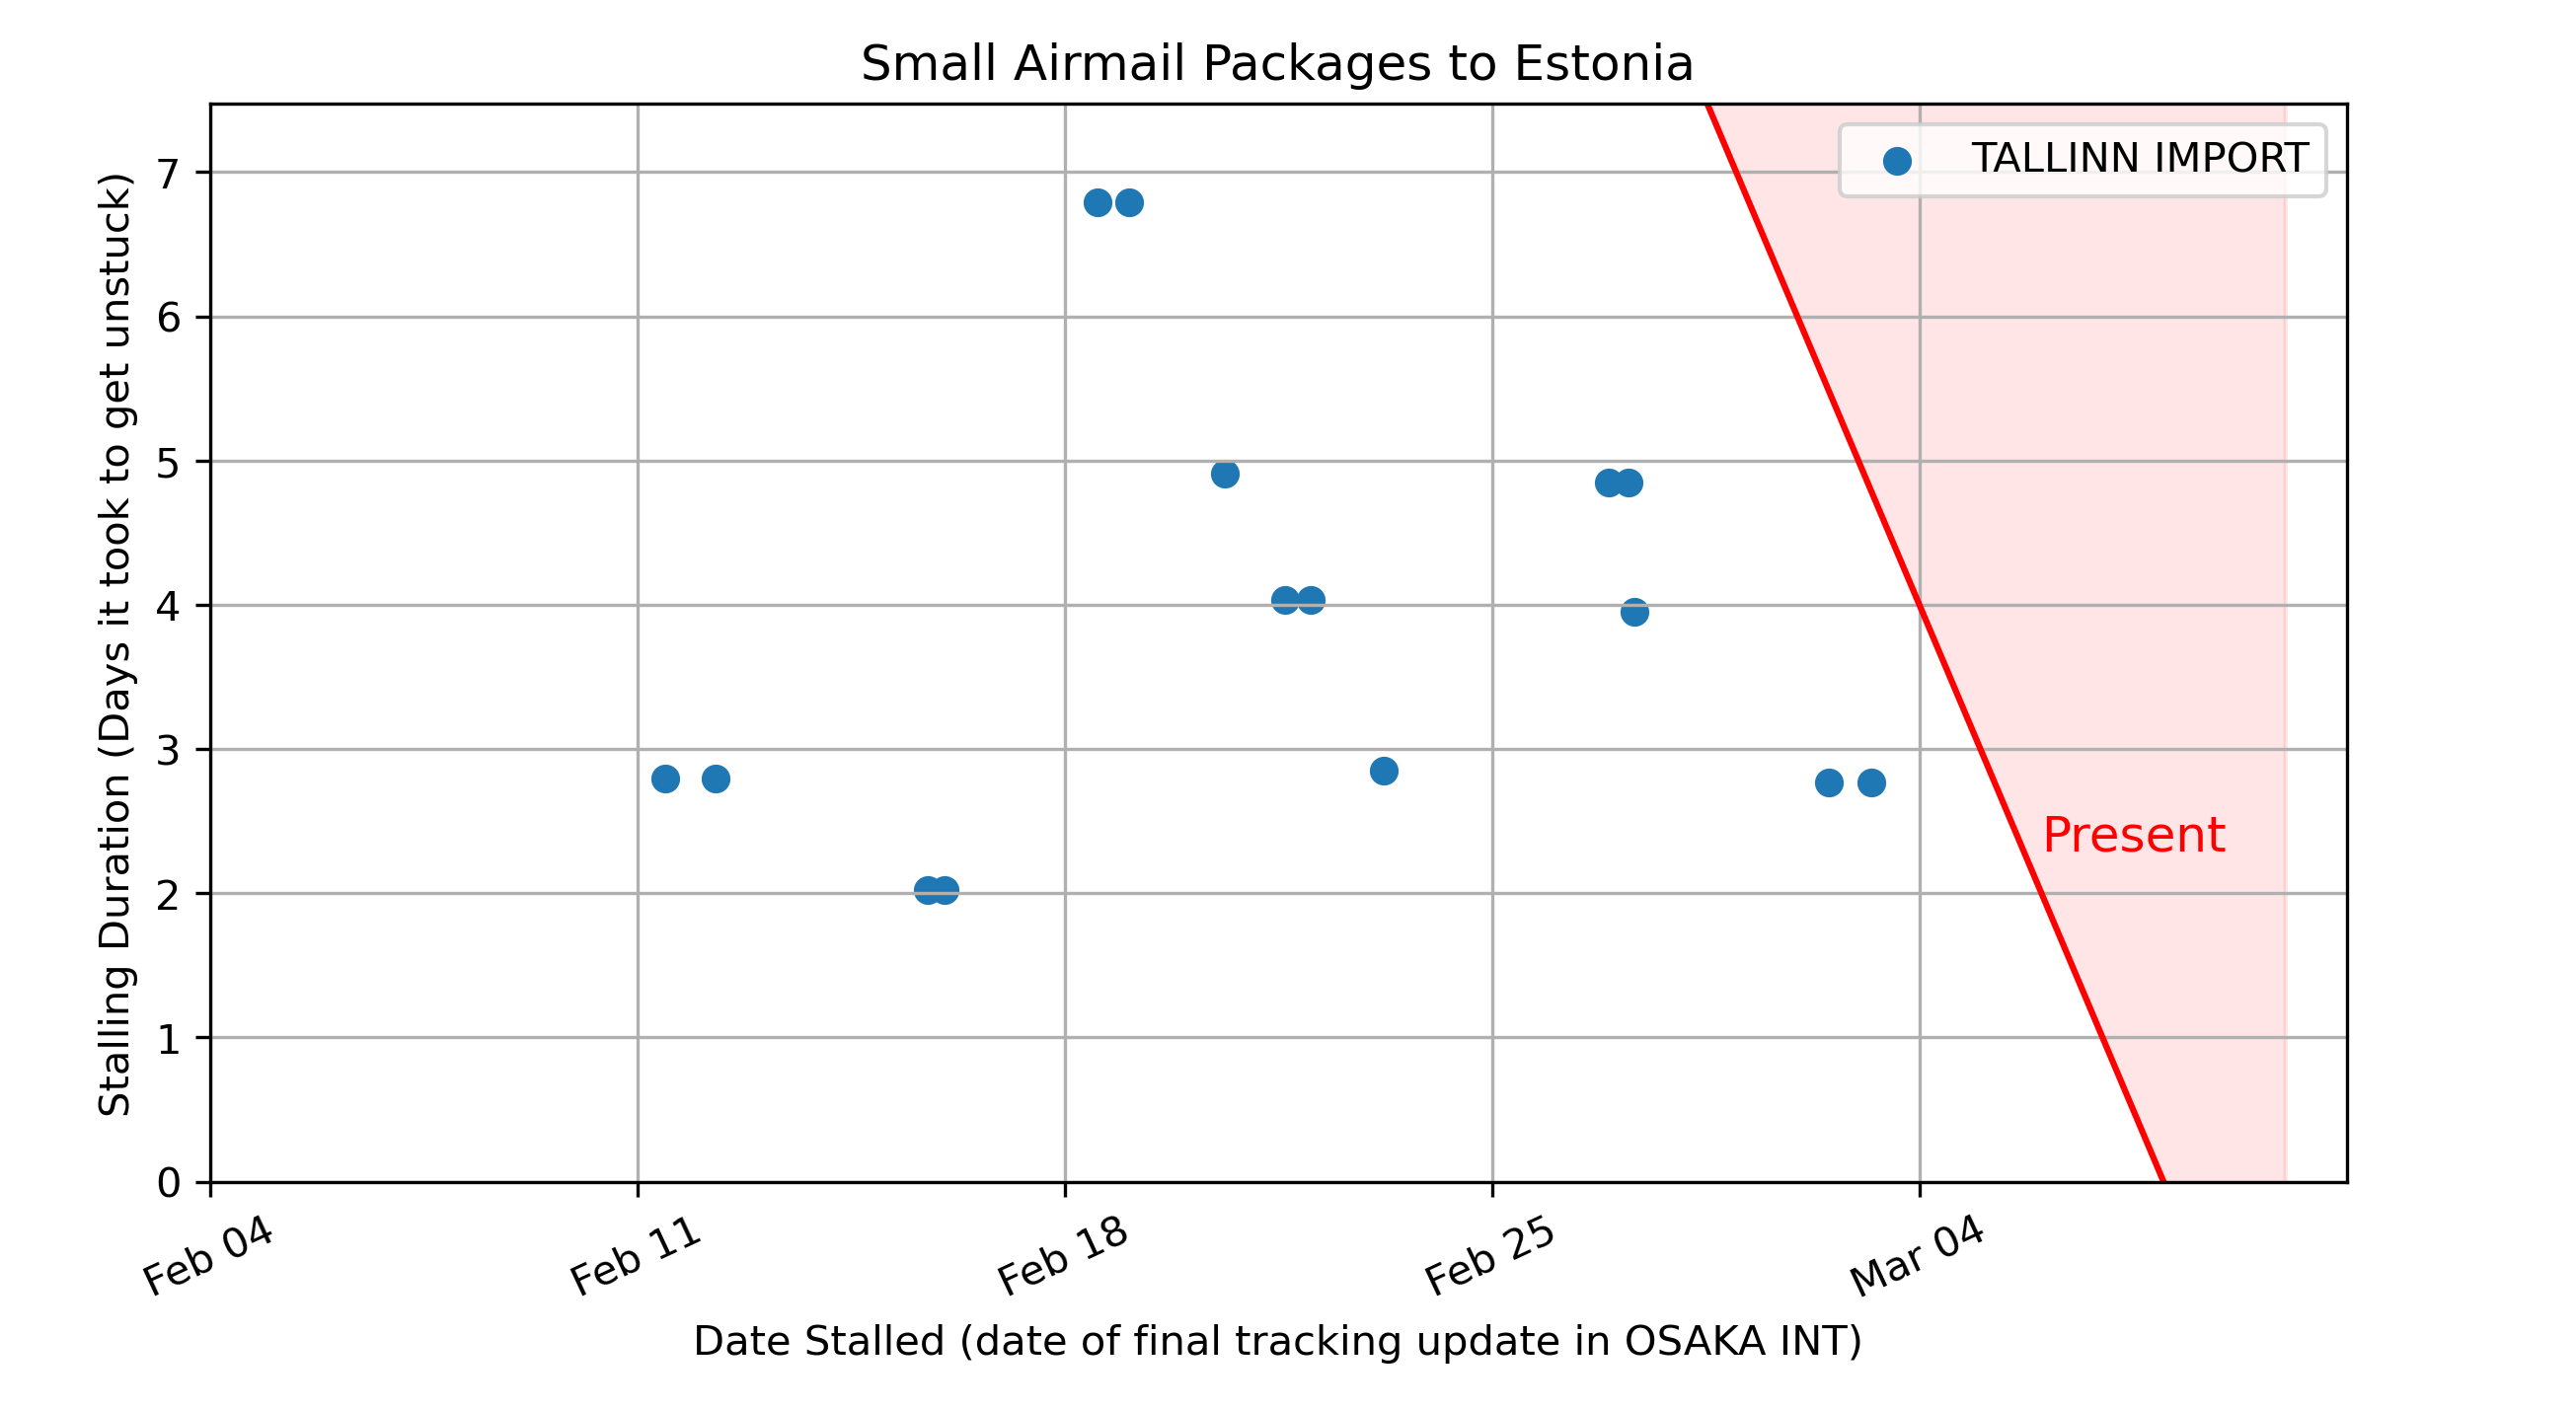 Small Airmail Packages to Estonia
TALLINN IMPORT
Stalling Duration (Days it took to get unstuck)
7
6
5
4
3
2
1
0
Present
Feb 04
Feb 11
Feb 18
Feb 25
Mar 04
Date Stalled (date of final tracking update in OSAKA INT)